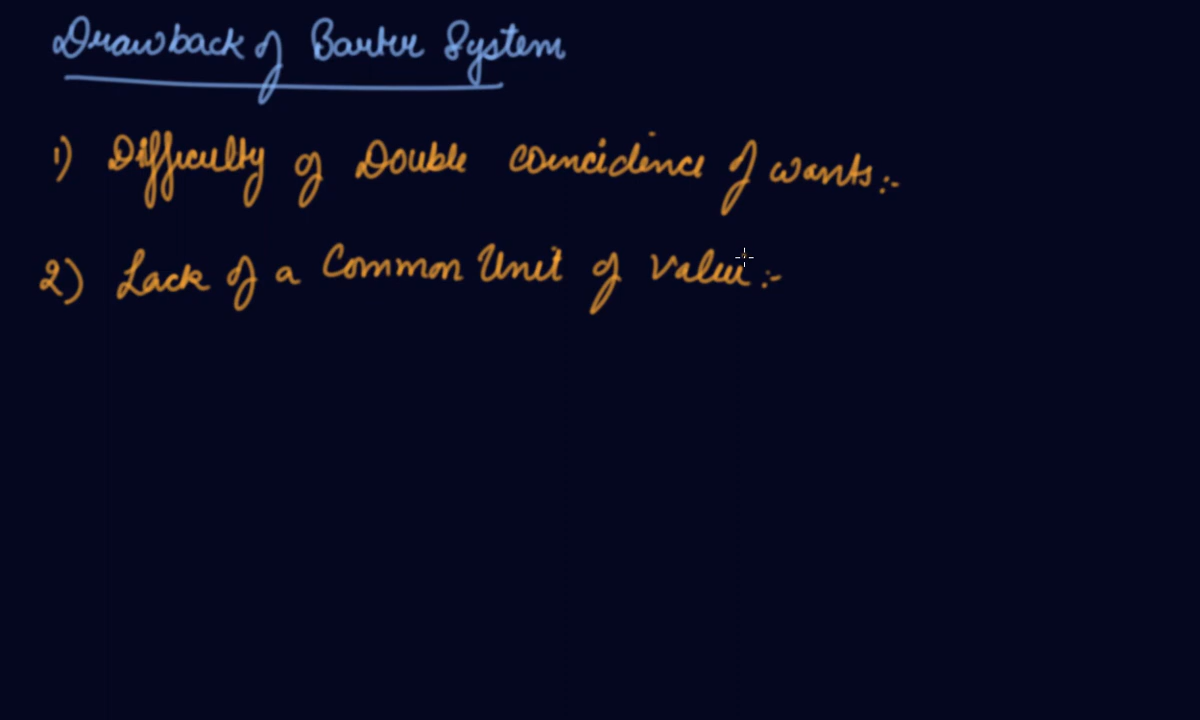 Drawback of Barter System
1) Difficulty of Double coincidence of wants:-
2) Lack of a Common Unit of Value:-